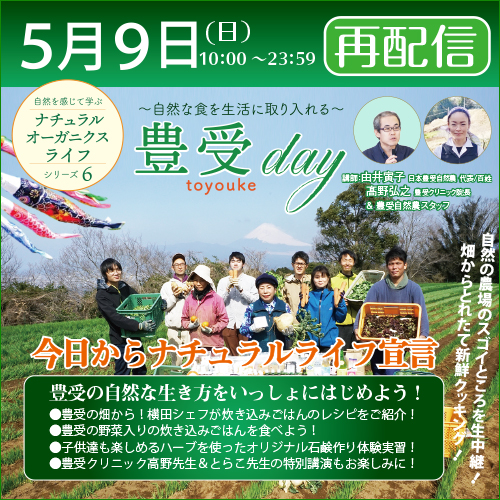 5月9日(日)
10:00 ～23:59
再配信
自然を感じて学ぶ
ナチュラル
オーガニクス
ライフ
シリーズ 6
～自然な食を生活に取り入れる～
豊受 day
toyouke
講師:由井寅子 日本豊受自然農 代表/百姓
高野弘之 豊受クリニック院長
& 豊受自然農スタッフ
自然の農場のスゴイところを生中継！
畑からとれたて新鮮クッキング！
今日からナチュラルライフ宣言
豊受の自然な生き方をいっしょにはじめよう！
●豊受の畑から！横田シェフが炊き込みごはんのレシピをご紹介！
●豊受の野菜入りの炊き込みごはんを食べよう！
●子供達も楽しめるハーブを使ったオリジナル石鹸作り体験実習！
●豊受クリニック高野先生＆とらこ先生の特別講演もお楽しみに！